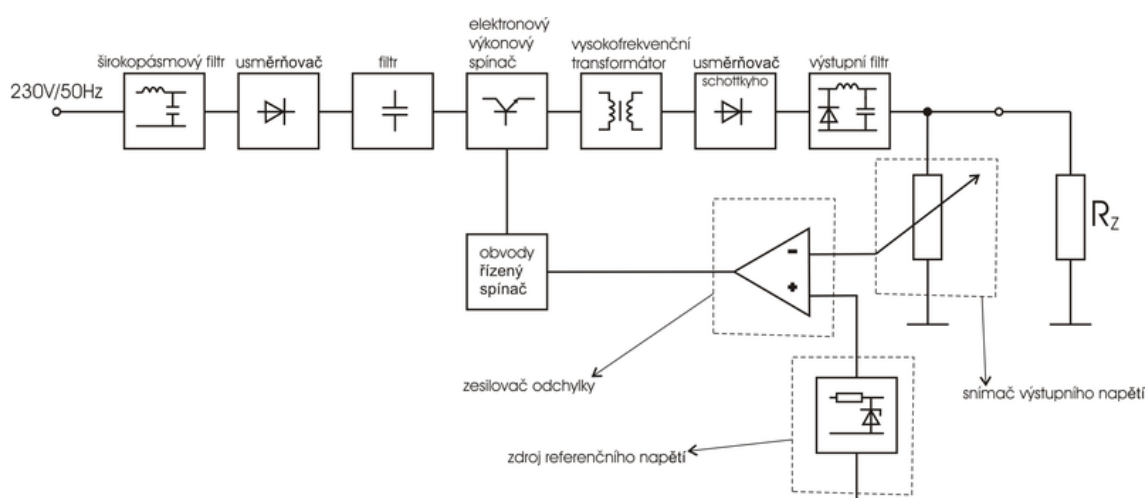 elektronový
výkonový
spínač
vysokofrekvenční
transformátor
širokopásmový filtr
usměrňovač
filtr
usměrňovač
schottkyho
výstupní filtr
230V/50Hz
RZ
obvody
řízený
spínač
-
+
zesilovač odchylky
snímač výstupního napětí
zdroj referenčního napětí